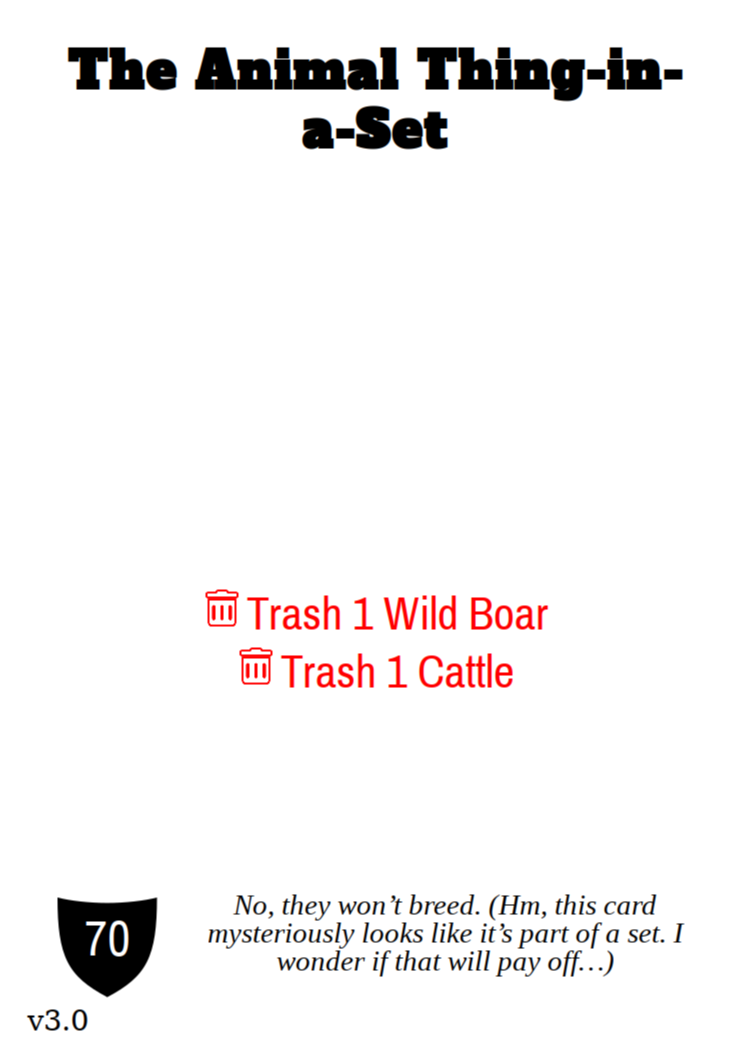 The Animal Thing-in-
a-Set
Trash 1 Wild Boar
Trash 1 Cattle
No, they won’t breed. (Hm, this card
mysteriously looks like it’s part of a set. I
wonder if that will pay off…)
70
v3.0